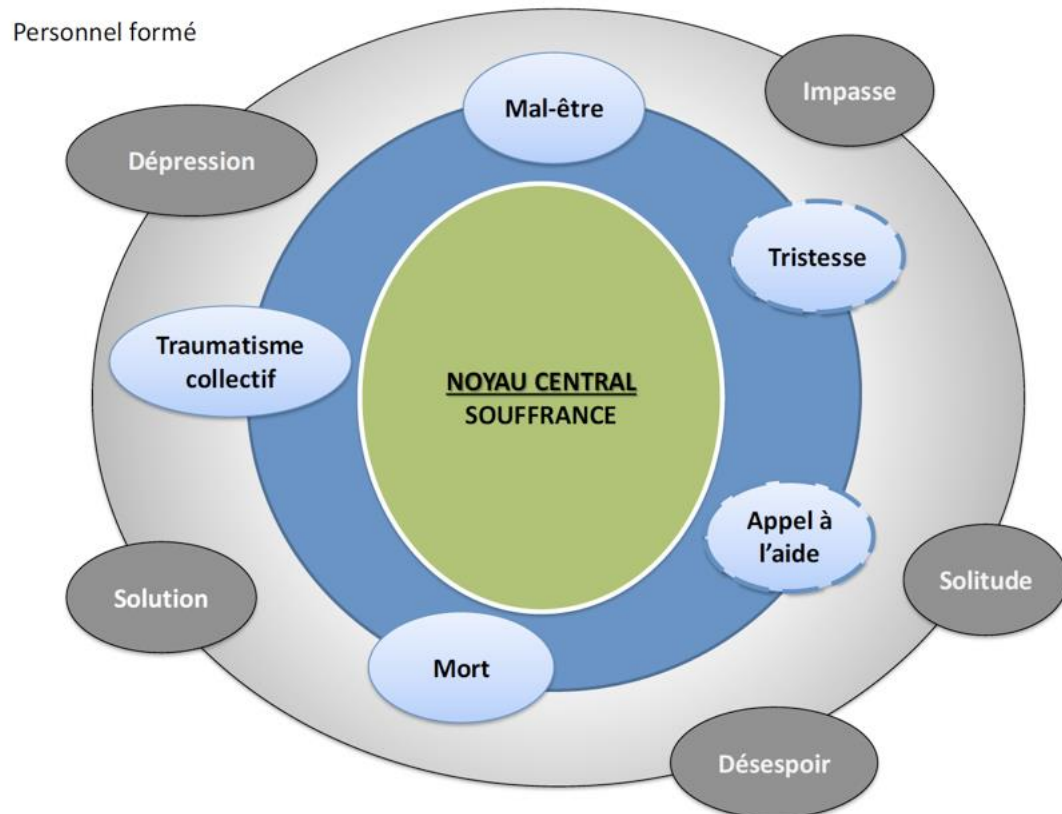 Personnel formé
Impasse
Mal-être
Dépression
Tristesse
Traumatisme
collectif
NOYAU CENTRAL
SOUFFRANCE
Appel à
l'aide
Solution
Solitude
Mort
Désespoir